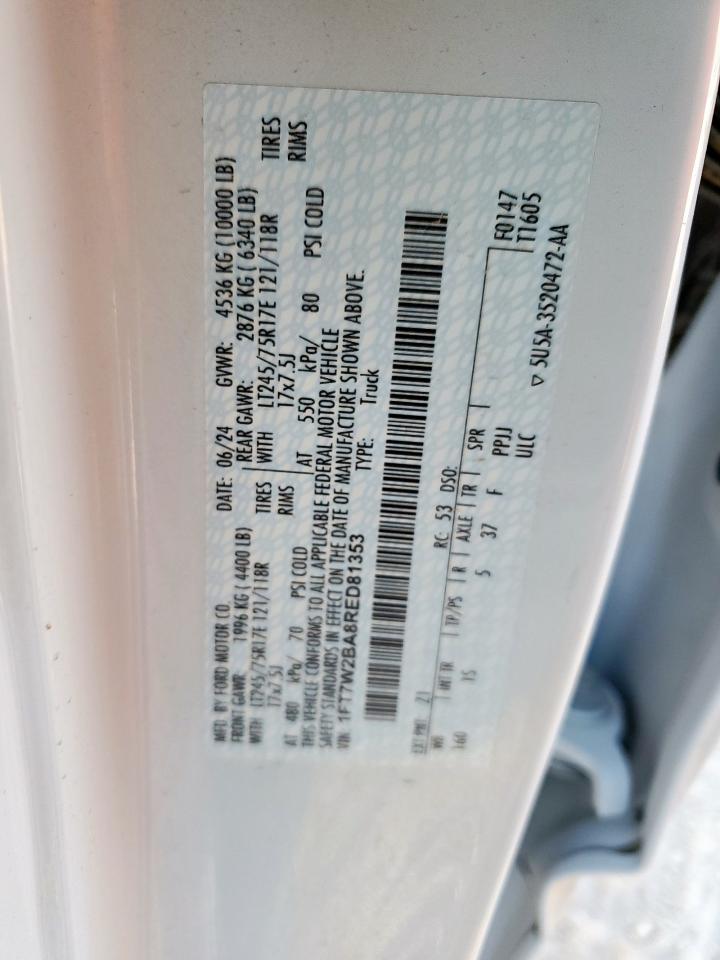 MFD. BY FORD MOTOR CO. DATE: 06/24 GVWR: 4536 KG (10000 LB)
FRONT GAWR: 1996 KG ( 4400 LB) REAR GAWR: 2876 KG ( 6340 LB)
WITH LT245/75R17E 121/118R TIRES WITH LT245/75R17E 121/118R TIRES
17x7.5J RIMS 17x7.5J RIMS
AT 480 kPa/ 70 PSI COLD AT 550 kPa/ 80 PSI COLD
THIS VEHICLE CONFORMS TO ALL APPLICABLE FEDERAL MOTOR VEHICLE
SAFETY STANDARDS IN EFFECT ON THE DATE OF MANUFACTURE SHOWN ABOVE.
VIN: 1FT7W2BA8RED81353 TYPE: Truck
EXT PNT: Z1 RC: 53 DSO:
WB INT TR TP/PS R AXLE TR SPR F0147
160 1S 5 37 F PPJJ T1605
ULC
▽ 5U5A-3520472-AA